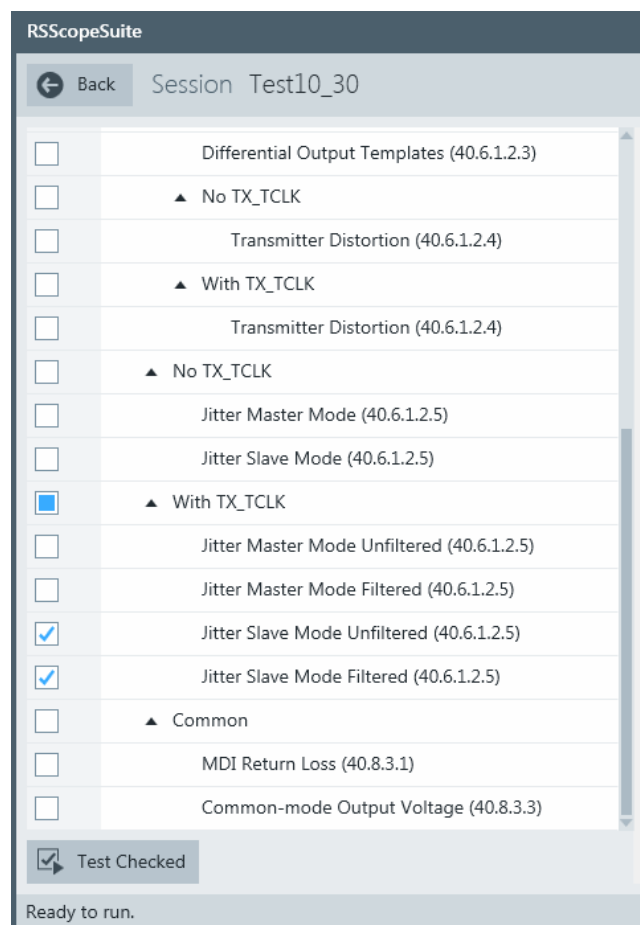 RSScopeSuite
Back Session Test10_30
Differential Output Templates (40.6.1.2.3)
No TX_TCLK
Transmitter Distortion (40.6.1.2.4)
With TX_TCLK
Transmitter Distortion (40.6.1.2.4)
No TX_TCLK
Jitter Master Mode (40.6.1.2.5)
Jitter Slave Mode (40.6.1.2.5)
With TX_TCLK
Jitter Master Mode Unfiltered (40.6.1.2.5)
Jitter Master Mode Filtered (40.6.1.2.5)
Jitter Slave Mode Unfiltered (40.6.1.2.5)
Jitter Slave Mode Filtered (40.6.1.2.5)
Common
MDI Return Loss (40.8.3.1)
Common-mode Output Voltage (40.8.3.3)
Test Checked
Ready to run.